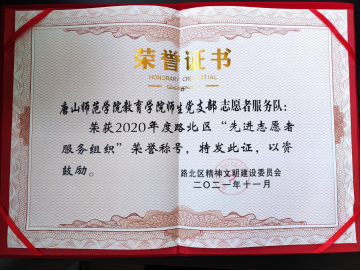 荣誉证书
HONORARY CREDENTIAL
唐山师范学院教育学院师生党支部 志愿者服务队：
荣获2020年度路北区“先进志愿者
服务组织”荣誉称号，特发此证，以资
鼓励。
路北区精神文明建设委员会
二〇二一年十一月